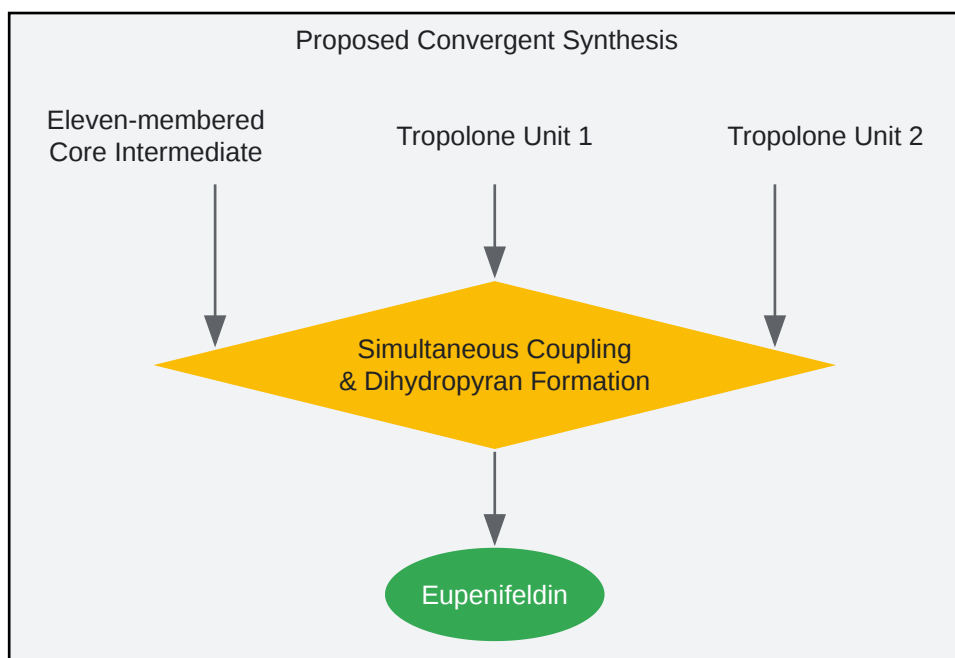 Proposed Convergent Synthesis
Eleven-membered
Core Intermediate
Tropolone Unit 1
Tropolone Unit 2
Simultaneous Coupling
& Dihydropyran Formation
Eupenifeldin